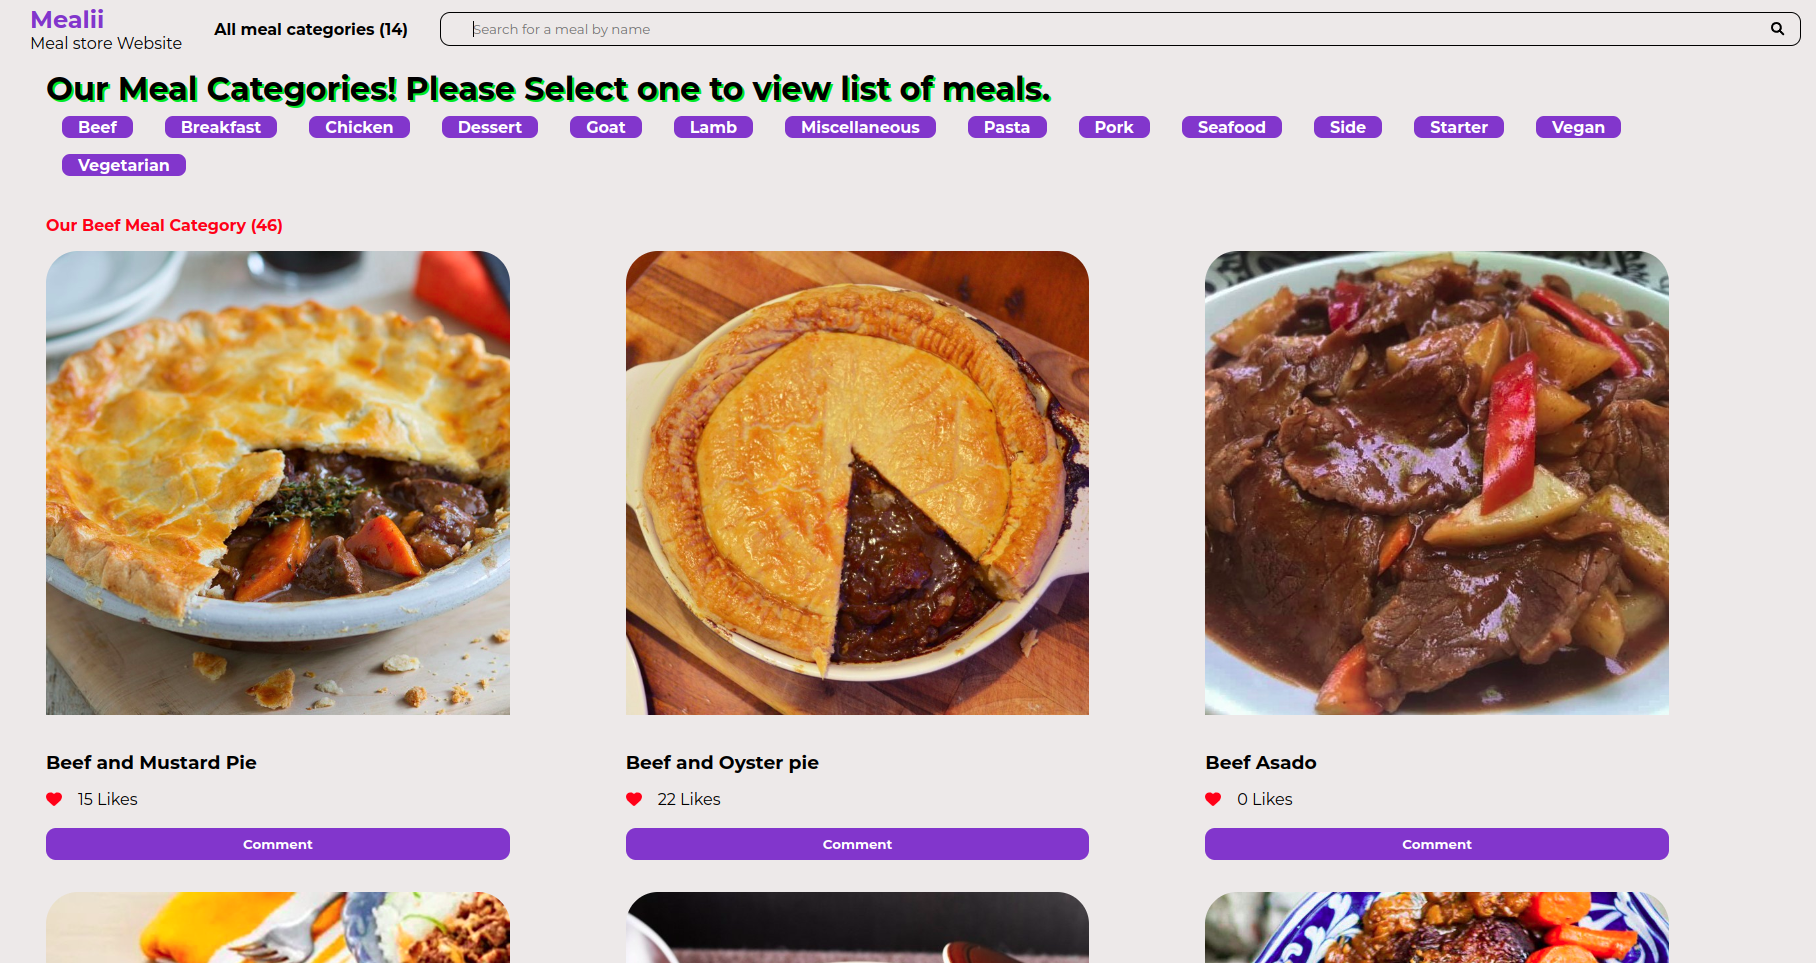 Mealii
Meal store Website
All meal categories (14)
Search for a meal by name
Our Meal Categories! Please Select one to view list of meals.
Beef Breakfast Chicken Dessert Goat Lamb Miscellaneous Pasta Pork Seafood Side Starter Vegan
Vegetarian
Our Beef Meal Category (46)
Beef and Mustard Pie Beef and Oyster pie Beef Asado
15 Likes 22 Likes 0 Likes
Comment Comment Comment